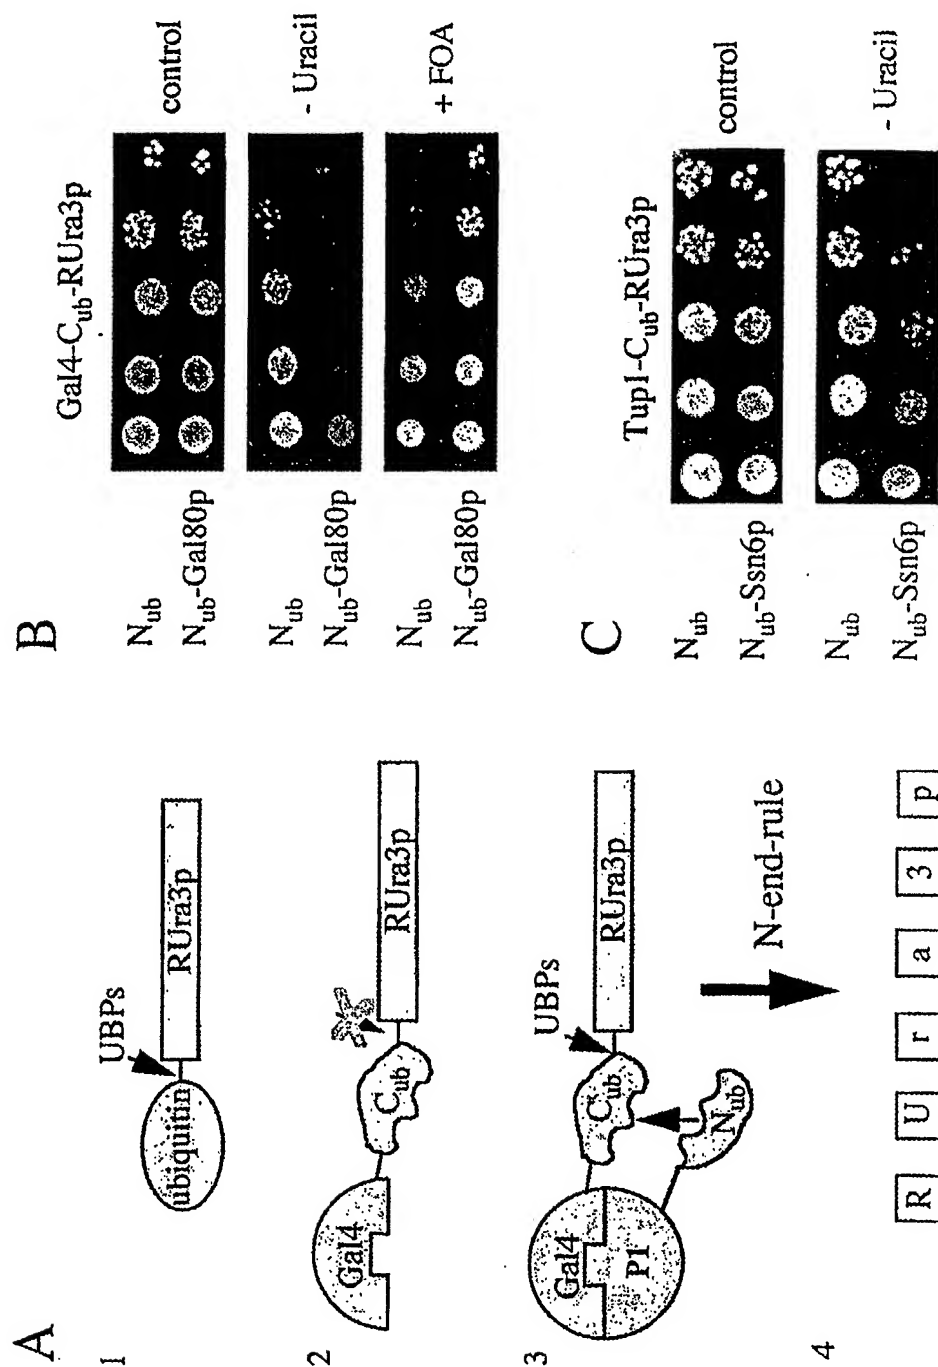 A
1
UBPs
ubiquitin
RUra3p
2
Gal4
Cub
RUra3p
3
UBPs
Gal4
P1
Cub
Nub
RUra3p
N-end-rule
4
R U r a 3 p
B
Gal4-Cub-RUra3p
Nub
Nub-Gal80p
control
Nub
Nub-Gal80p
- Uracil
Nub
Nub-Gal80p
+ FOA
C
Tup1-Cub-RUra3p
Nub
Nub-Ssn6p
control
Nub
Nub-Ssn6p
- Uracil